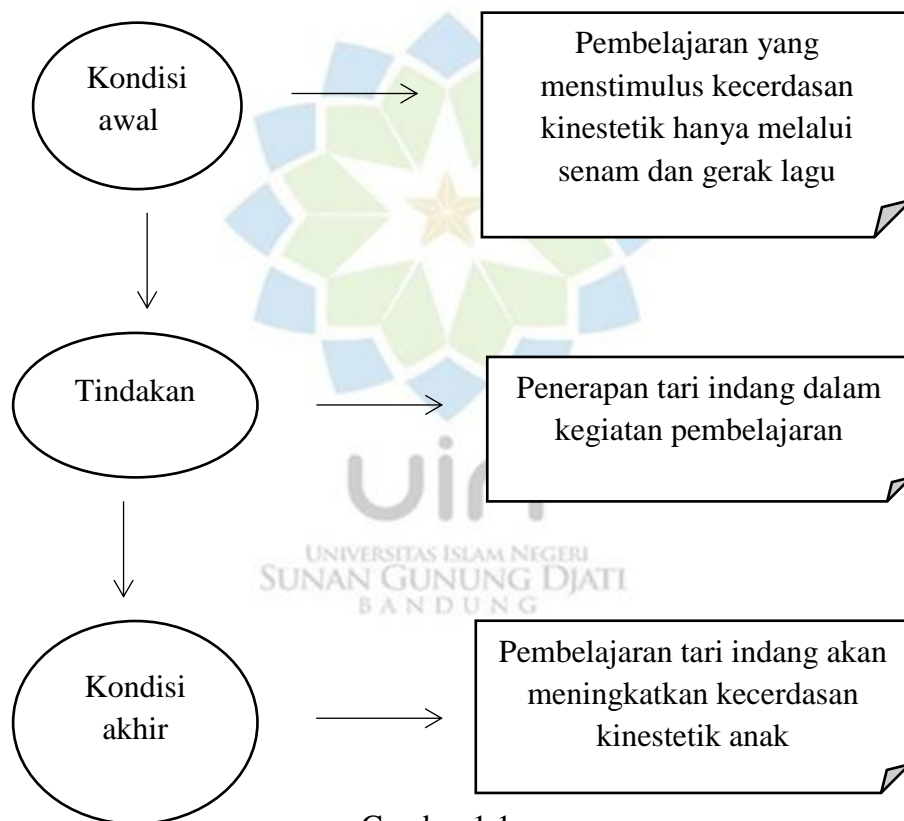 Kondisi
awal
Pembelajaran yang
menstimulus kecerdasan
kinestetik hanya melalui
senam dan gerak lagu
Tindakan
Penerapan tari indang dalam
kegiatan pembelajaran
uin
UNIVERSITAS ISLAM NEGERI
SUNAN GUNUNG DJATI
BANDUNG
Kondisi
akhir
Pembelajaran tari indang akan
meningkatkan kecerdasan
kinestetik anak